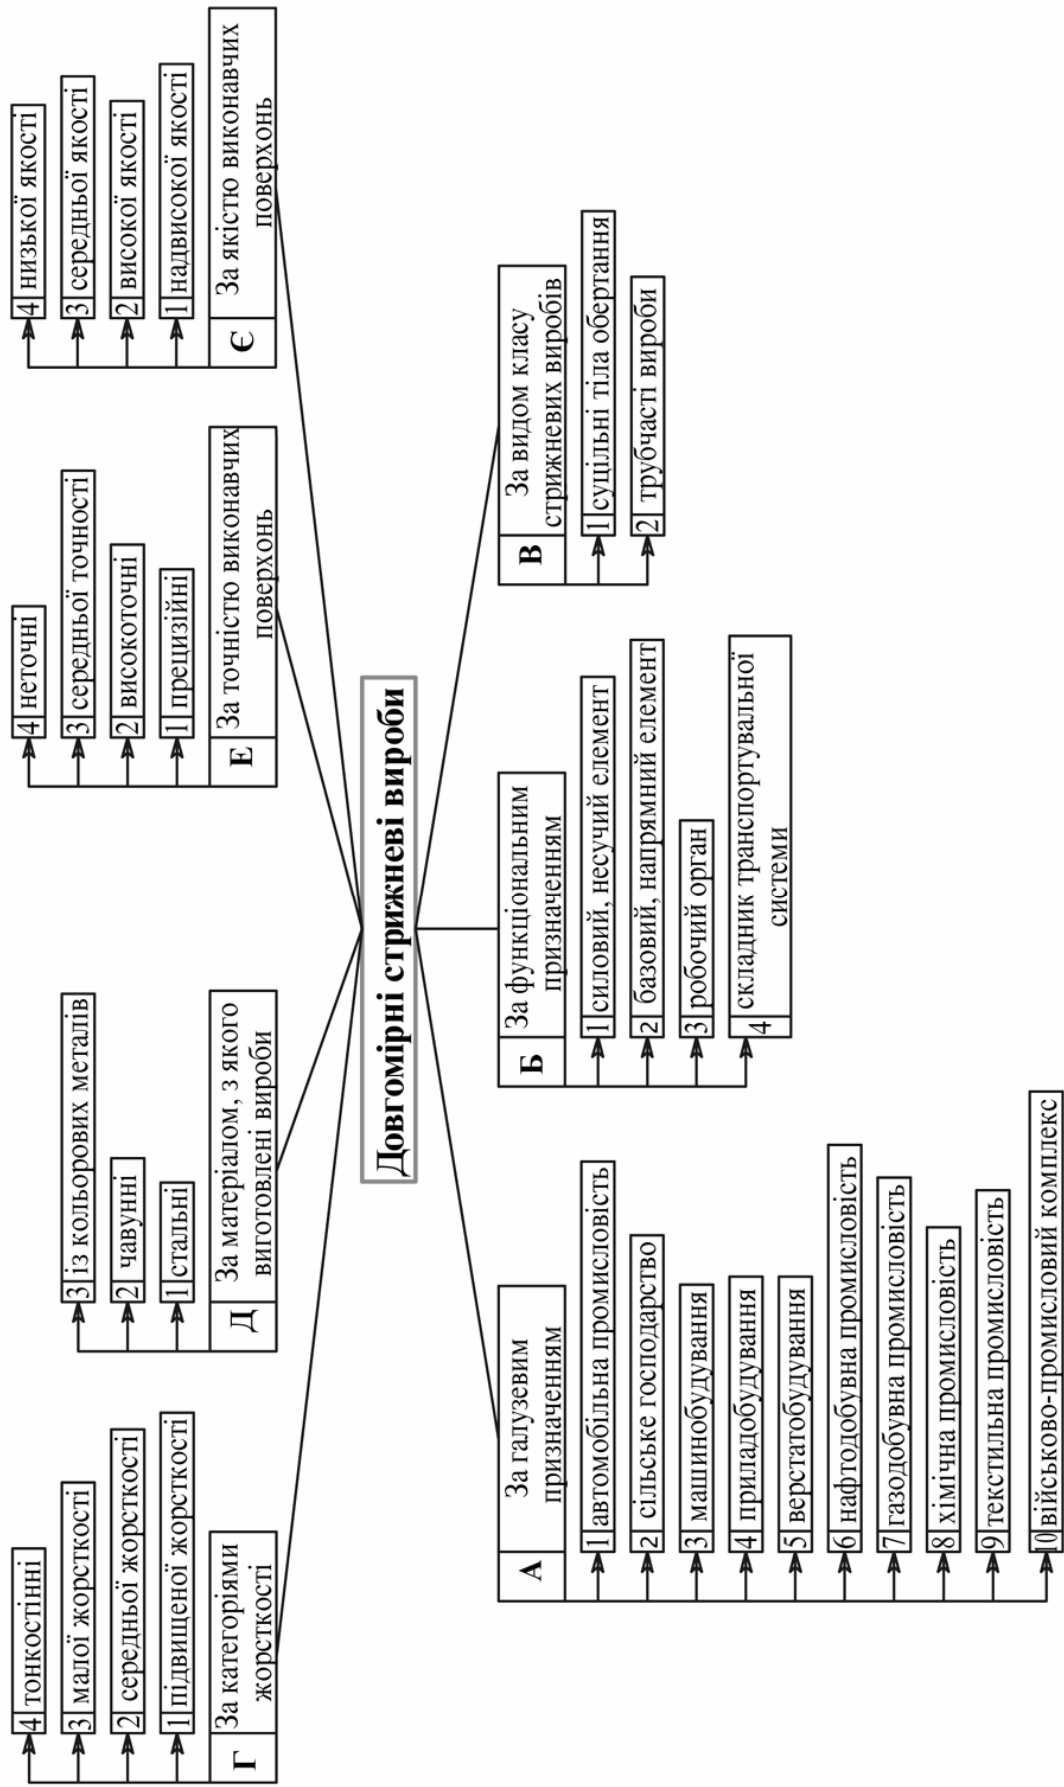 4 тонкостінні
3 малої жорсткості
2 середньої жорсткості
1 підвищеної жорсткості
Г За категоріями
жорсткості
3 із кольорових металів
2 чавунні
1 стальні
Д За матеріалом, з якого
виготовлені вироби
4 неточні
3 середньої точності
2 високоточні
1 прецизійні
Е За точністю виконавчих
поверхонь
4 низької якості
3 середньої якості
2 високої якості
1 надвисокої якості
Є За якістю виконавчих
поверхонь
Довгомірні стрижневі вироби
А За галузевим
призначенням
1 автомобільна промисловість
2 сільське господарство
3 машинобудування
4 приладобудування
5 верстатобудування
6 нафтодобувна промисловість
7 газодобувна промисловість
8 хімічна промисловість
9 текстильна промисловість
10 військово-промисловий комплекс
Б За функціональним
призначенням
1 силовий, несучий елемент
2 базовий, напрямний елемент
3 робочий орган
4 складник транспортувальної
системи
В За видом класу
стрижневих виробів
1 суцільні тіла обертання
2 трубчасті вироби